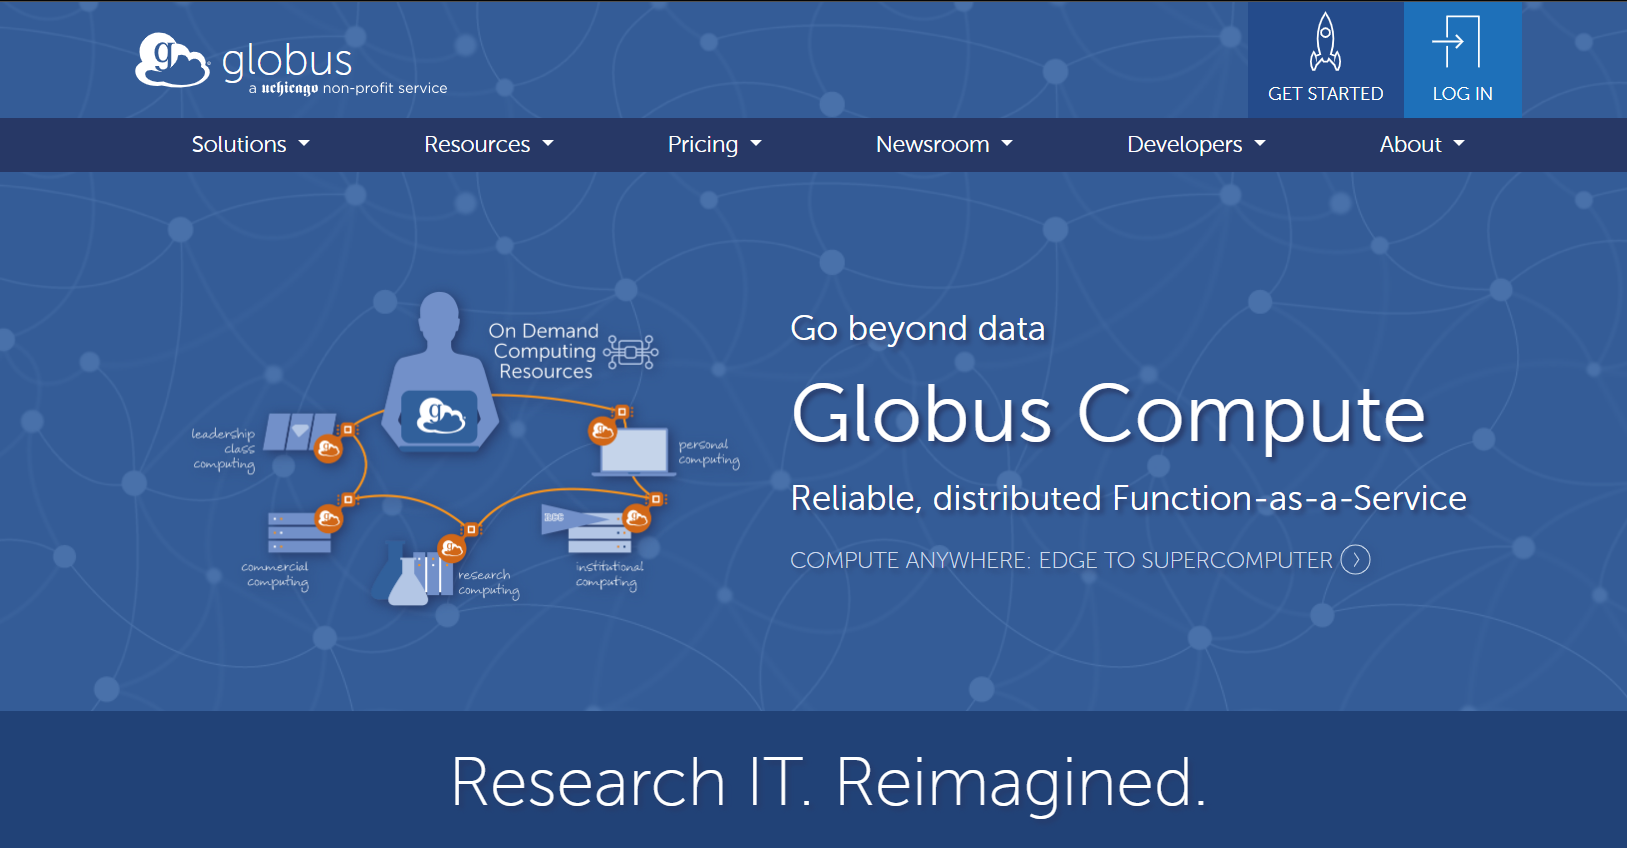 globus
a uchicago non-profit service
GET STARTED
LOG IN
Solutions
Resources
Pricing
Newsroom
Developers
About
On Demand
Computing
Resources
leadership
class
computing
personal
computing
commercial
computing
research
computing
institutional
computing
Go beyond data
Globus Compute
Reliable, distributed Function-as-a-Service
COMPUTE ANYWHERE: EDGE TO SUPERCOMPUTER
Research IT. Reimagined.